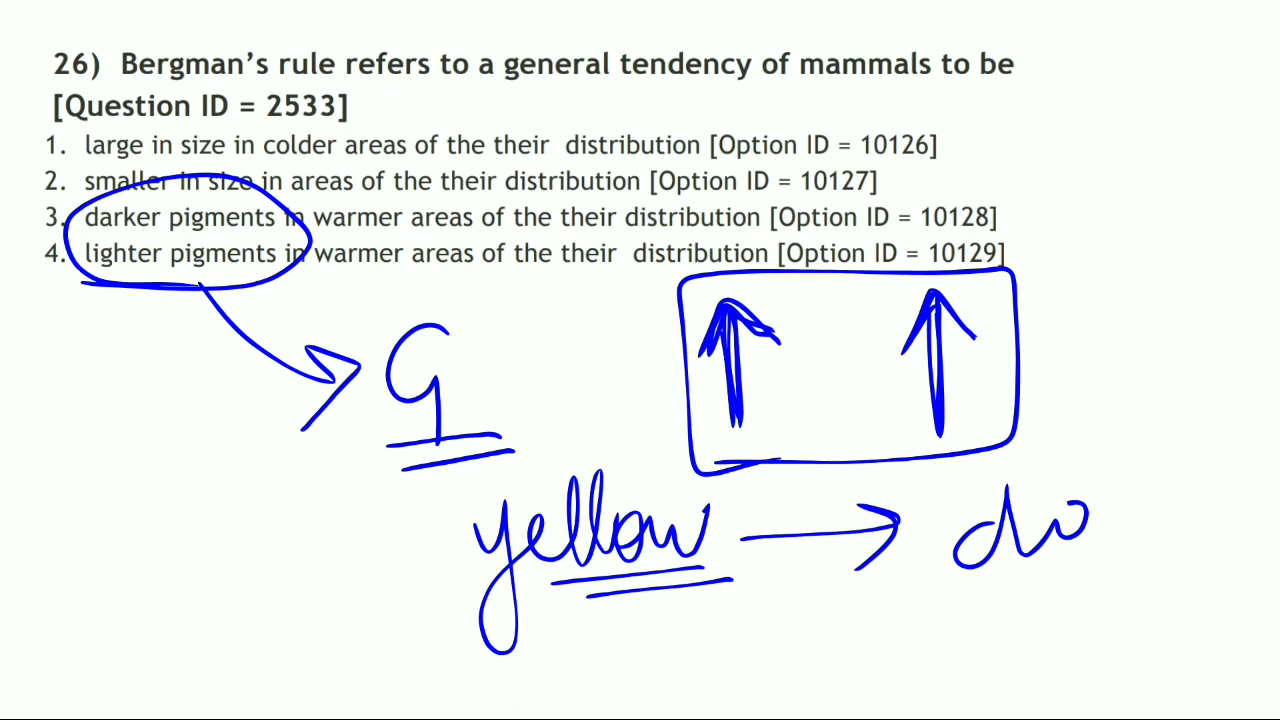 26) Bergman's rule refers to a general tendency of mammals to be
[Question ID = 2533]
1. large in size in colder areas of the their distribution [Option ID = 10126]
2. smaller in size in areas of the their distribution [Option ID = 10127]
3. darker pigments in warmer areas of the their distribution [Option ID = 10128]
4. lighter pigments in warmer areas of the their distribution [Option ID = 10129]
G
yellow